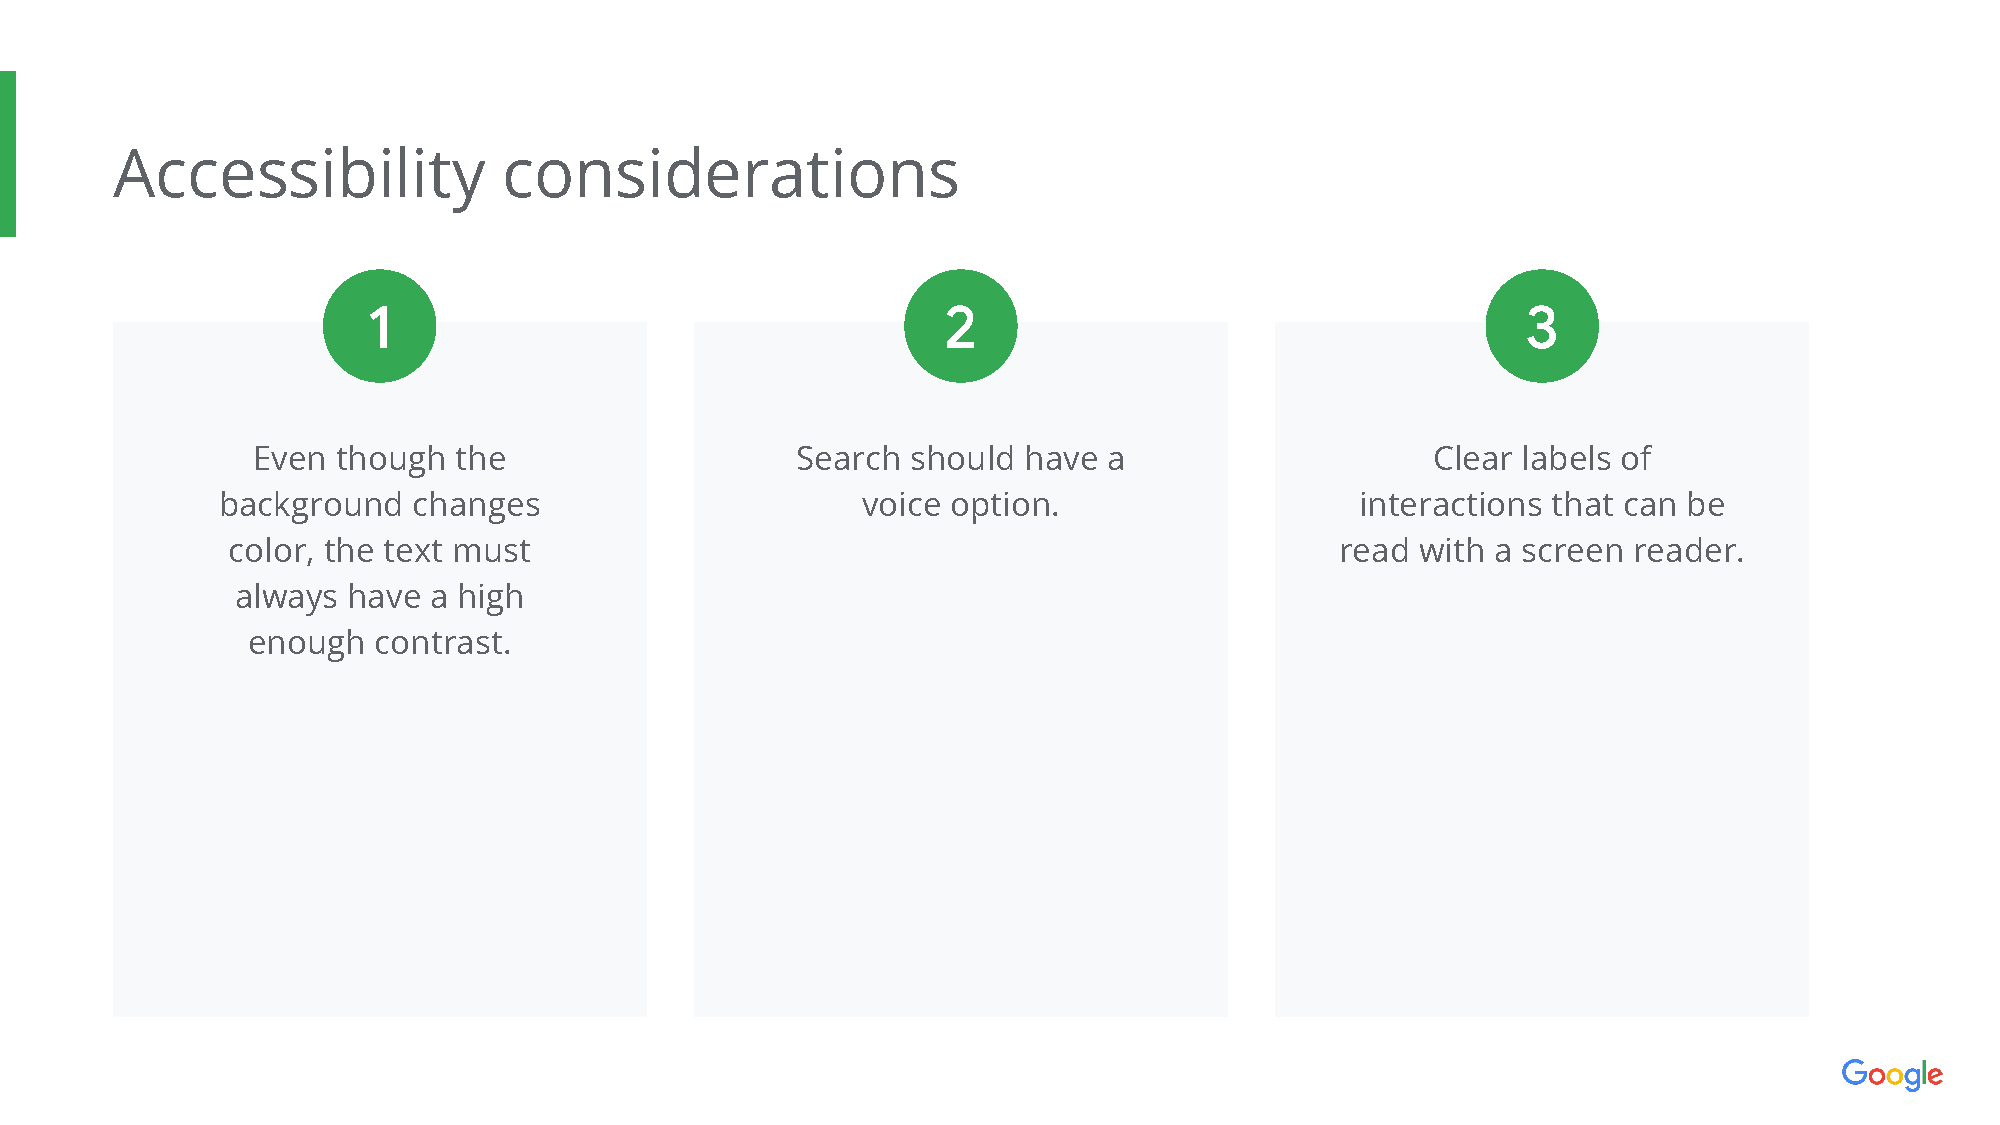 Accessibility considerations
1
Even though the
background changes
color, the text must
always have a high
enough contrast.
2
Search should have a
voice option.
3
Clear labels of
interactions that can be
read with a screen reader.
Google